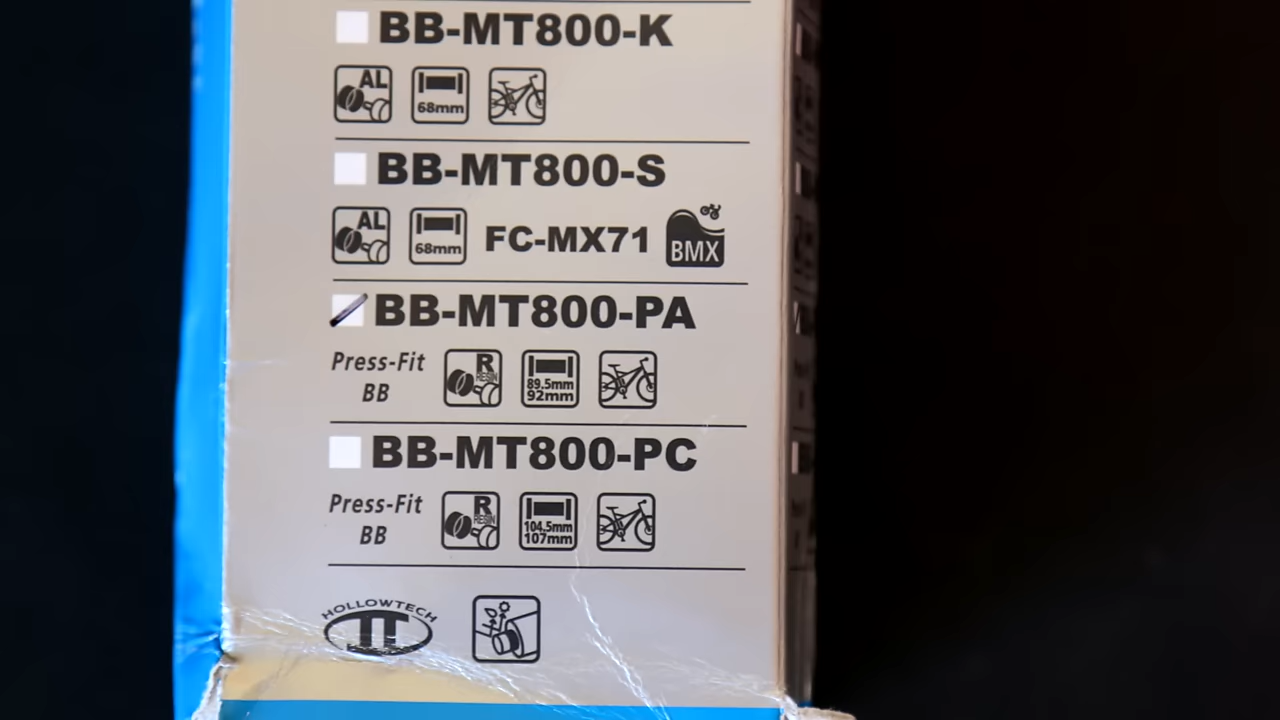 BB-MT800-K
AL
68mm
BB-MT800-S
AL
68mm
FC-MX71
BMX
BB-MT800-PA
Press-Fit
BB
R
RESIN
89.5mm
92mm
BB-MT800-PC
Press-Fit
BB
R
RESIN
104.5mm
107mm
HOLLOWTECH
II